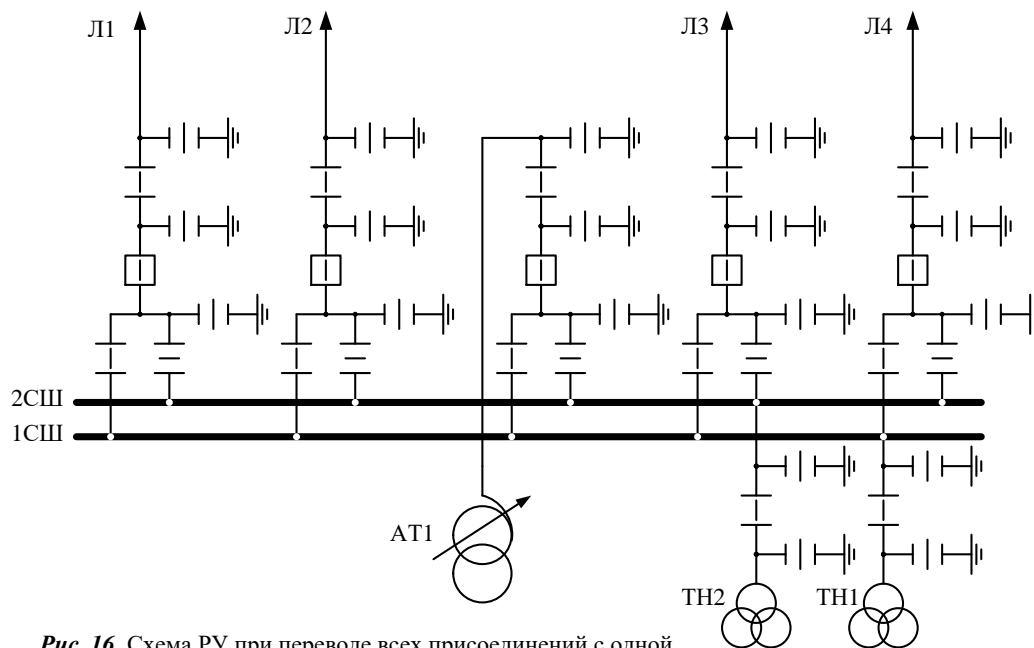 Л1 Л2 Л3 Л4
2СШ
1СШ
АТ1
ТН2 ТН1
Рис. 16. Схема РУ при переводе всех присоединений с одной